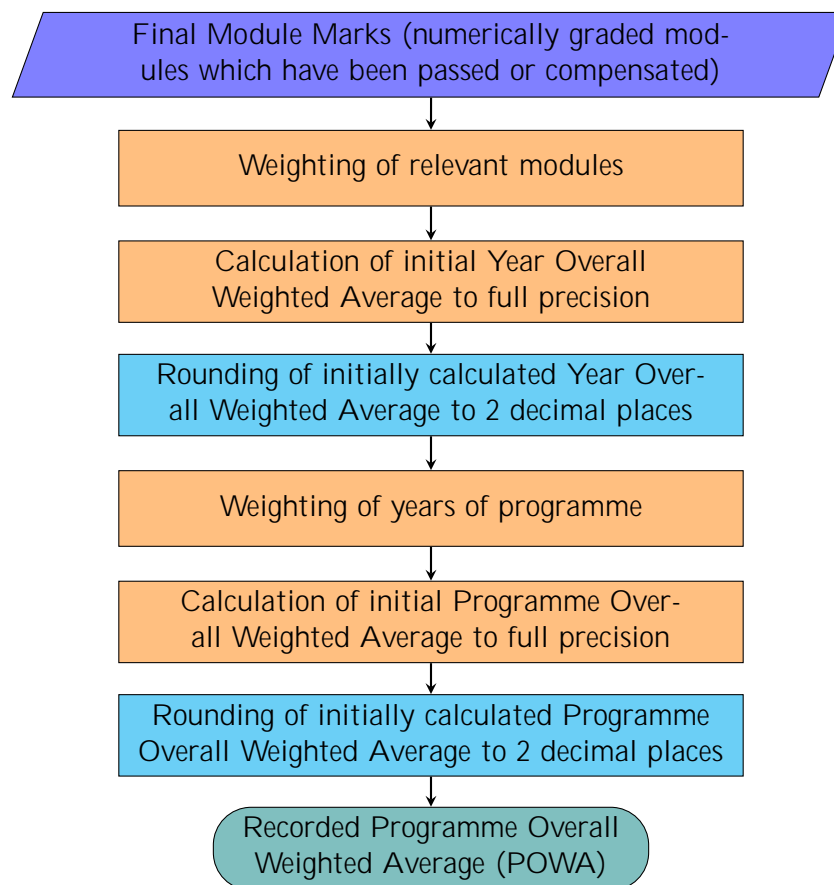 Final Module Marks (numerically graded mod-
ules which have been passed or compensated)
Weighting of relevant modules
Calculation of initial Year Overall
Weighted Average to full precision
Rounding of initially calculated Year Over-
all Weighted Average to 2 decimal places
Weighting of years of programme
Calculation of initial Programme Over-
all Weighted Average to full precision
Rounding of initially calculated Programme
Overall Weighted Average to 2 decimal places
Recorded Programme Overall
Weighted Average (POWA)